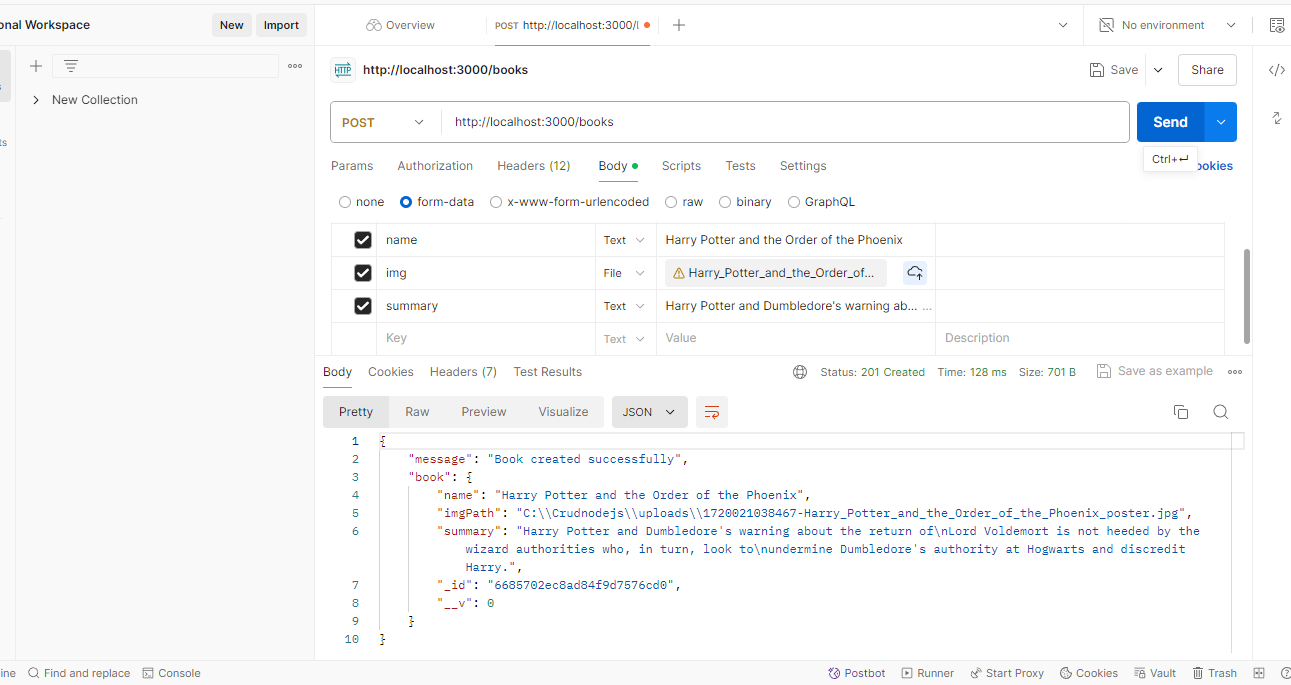 onal Workspace New Import Overview POST http://localhost:3000/l No environment
HTTP http://localhost:3000/books Save Share
New Collection
POST http://localhost:3000/books Send
Ctrl+↵
Params Authorization Headers (12) Body Scripts Tests Settings ookies
none form-data x-www-form-urlencoded raw binary GraphQL
name Text Harry Potter and the Order of the Phoenix
img File Harry_Potter_and_the_Order_of...
summary Text Harry Potter and Dumbledore's warning ab... ...
Key Text Value Description
Body Cookies Headers (7) Test Results Status: 201 Created Time: 128 ms Size: 701 B Save as example
Pretty Raw Preview Visualize JSON
1 {
2 "message": "Book created successfully",
3 "book": {
4 "name": "Harry Potter and the Order of the Phoenix",
5 "imgPath": "C:\\Crudnodejs\\uploads\\1720021038467-Harry_Potter_and_the_Order_of_the_Phoenix_poster.jpg",
6 "summary": "Harry Potter and Dumbledore's warning about the return of\nLord Voldemort is not heeded by the
wizard authorities who, in turn, look to\nundermine Dumbledore's authority at Hogwarts and discredit
Harry.",
7 "_id": "6685702ec8ad84f9d7576cd0",
8 "__v": 0
9 }
10 }
ine Find and replace Console Postbot Runner Start Proxy Cookies Vault Trash